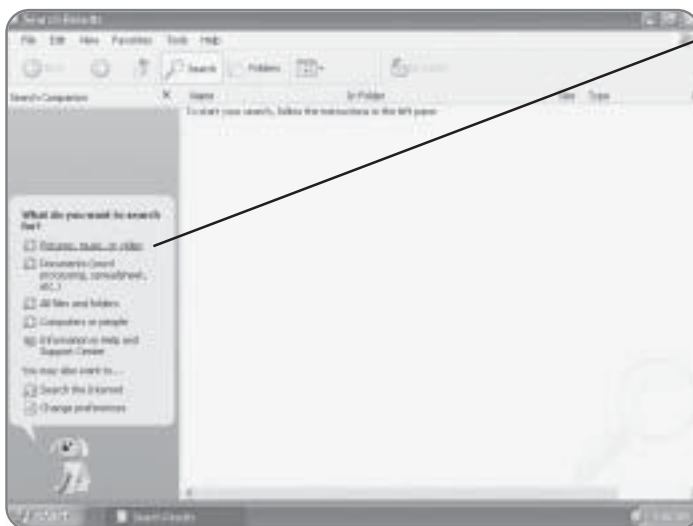 Search Results
File Edit View Favorites Tools Help
Search Folders
Search Companion X Name In Folder Size Type
To start your search, follow the instructions in the left pane.
What do you want to search
for?
Pictures, music, or video
Documents (word
processing, spreadsheet,
etc.)
All files and folders
Computers or people
Information in Help and
Support Center
You may also want to...
Search the Internet
Change preferences
start Search Results